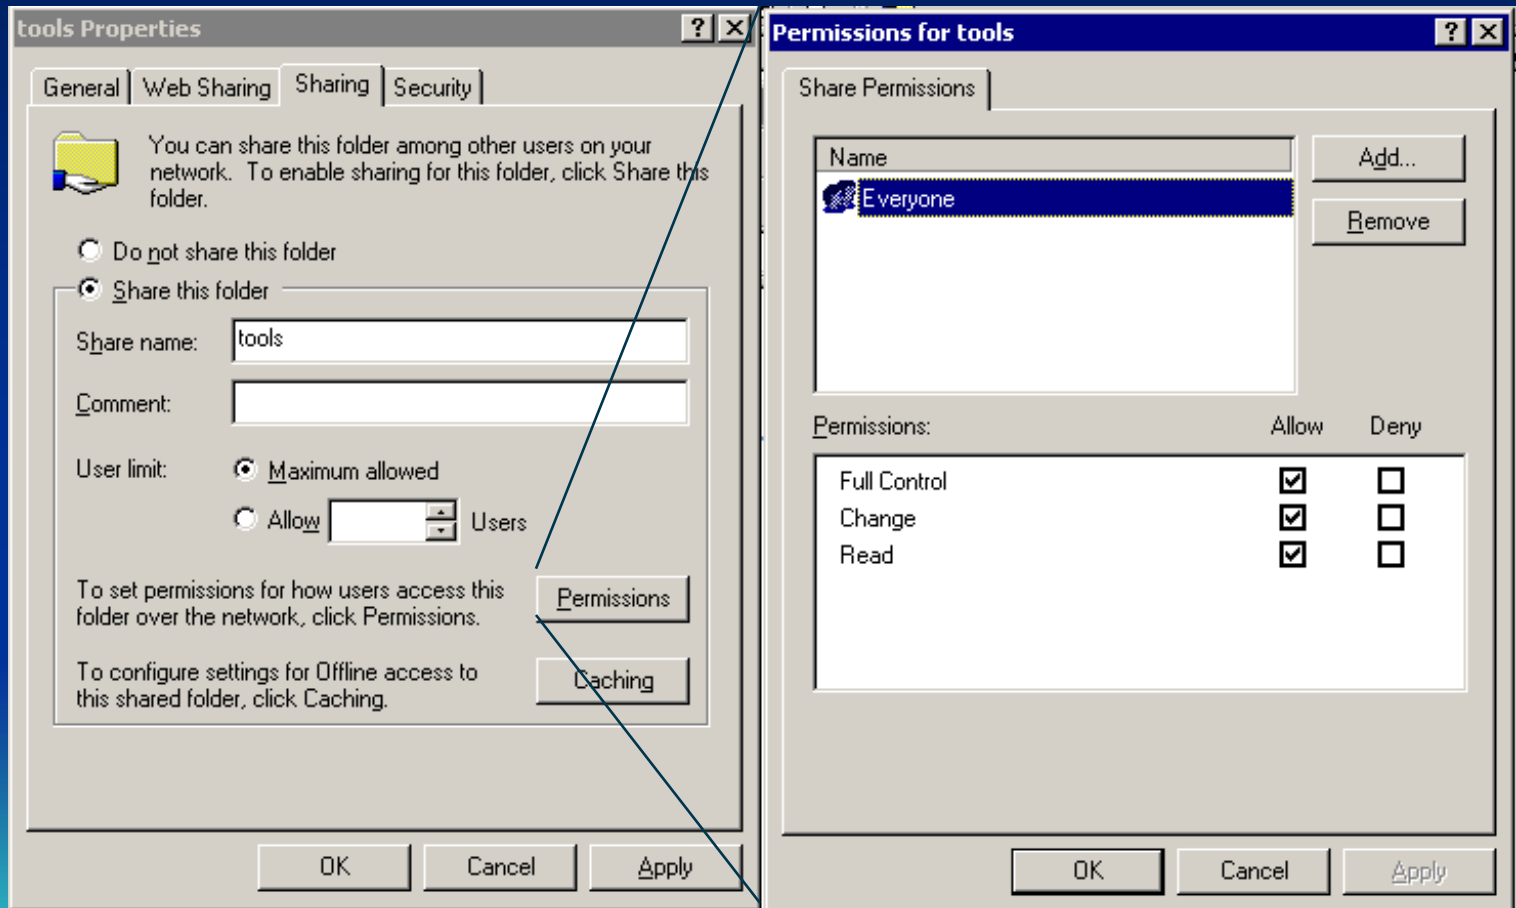 tools Properties
General Web Sharing Sharing Security
You can share this folder among other users on your
network. To enable sharing for this folder, click Share this
folder.
Do not share this folder
Share this folder
Share name: tools
Comment:
User limit: Maximum allowed
Allow Users
To set permissions for how users access this
folder over the network, click Permissions.
Permissions
To configure settings for Offline access to
this shared folder, click Caching.
Caching
OK Cancel Apply
Permissions for tools
Share Permissions
Name
Everyone
Add...
Remove
Permissions: Allow Deny
Full Control
Change
Read
OK Cancel Apply